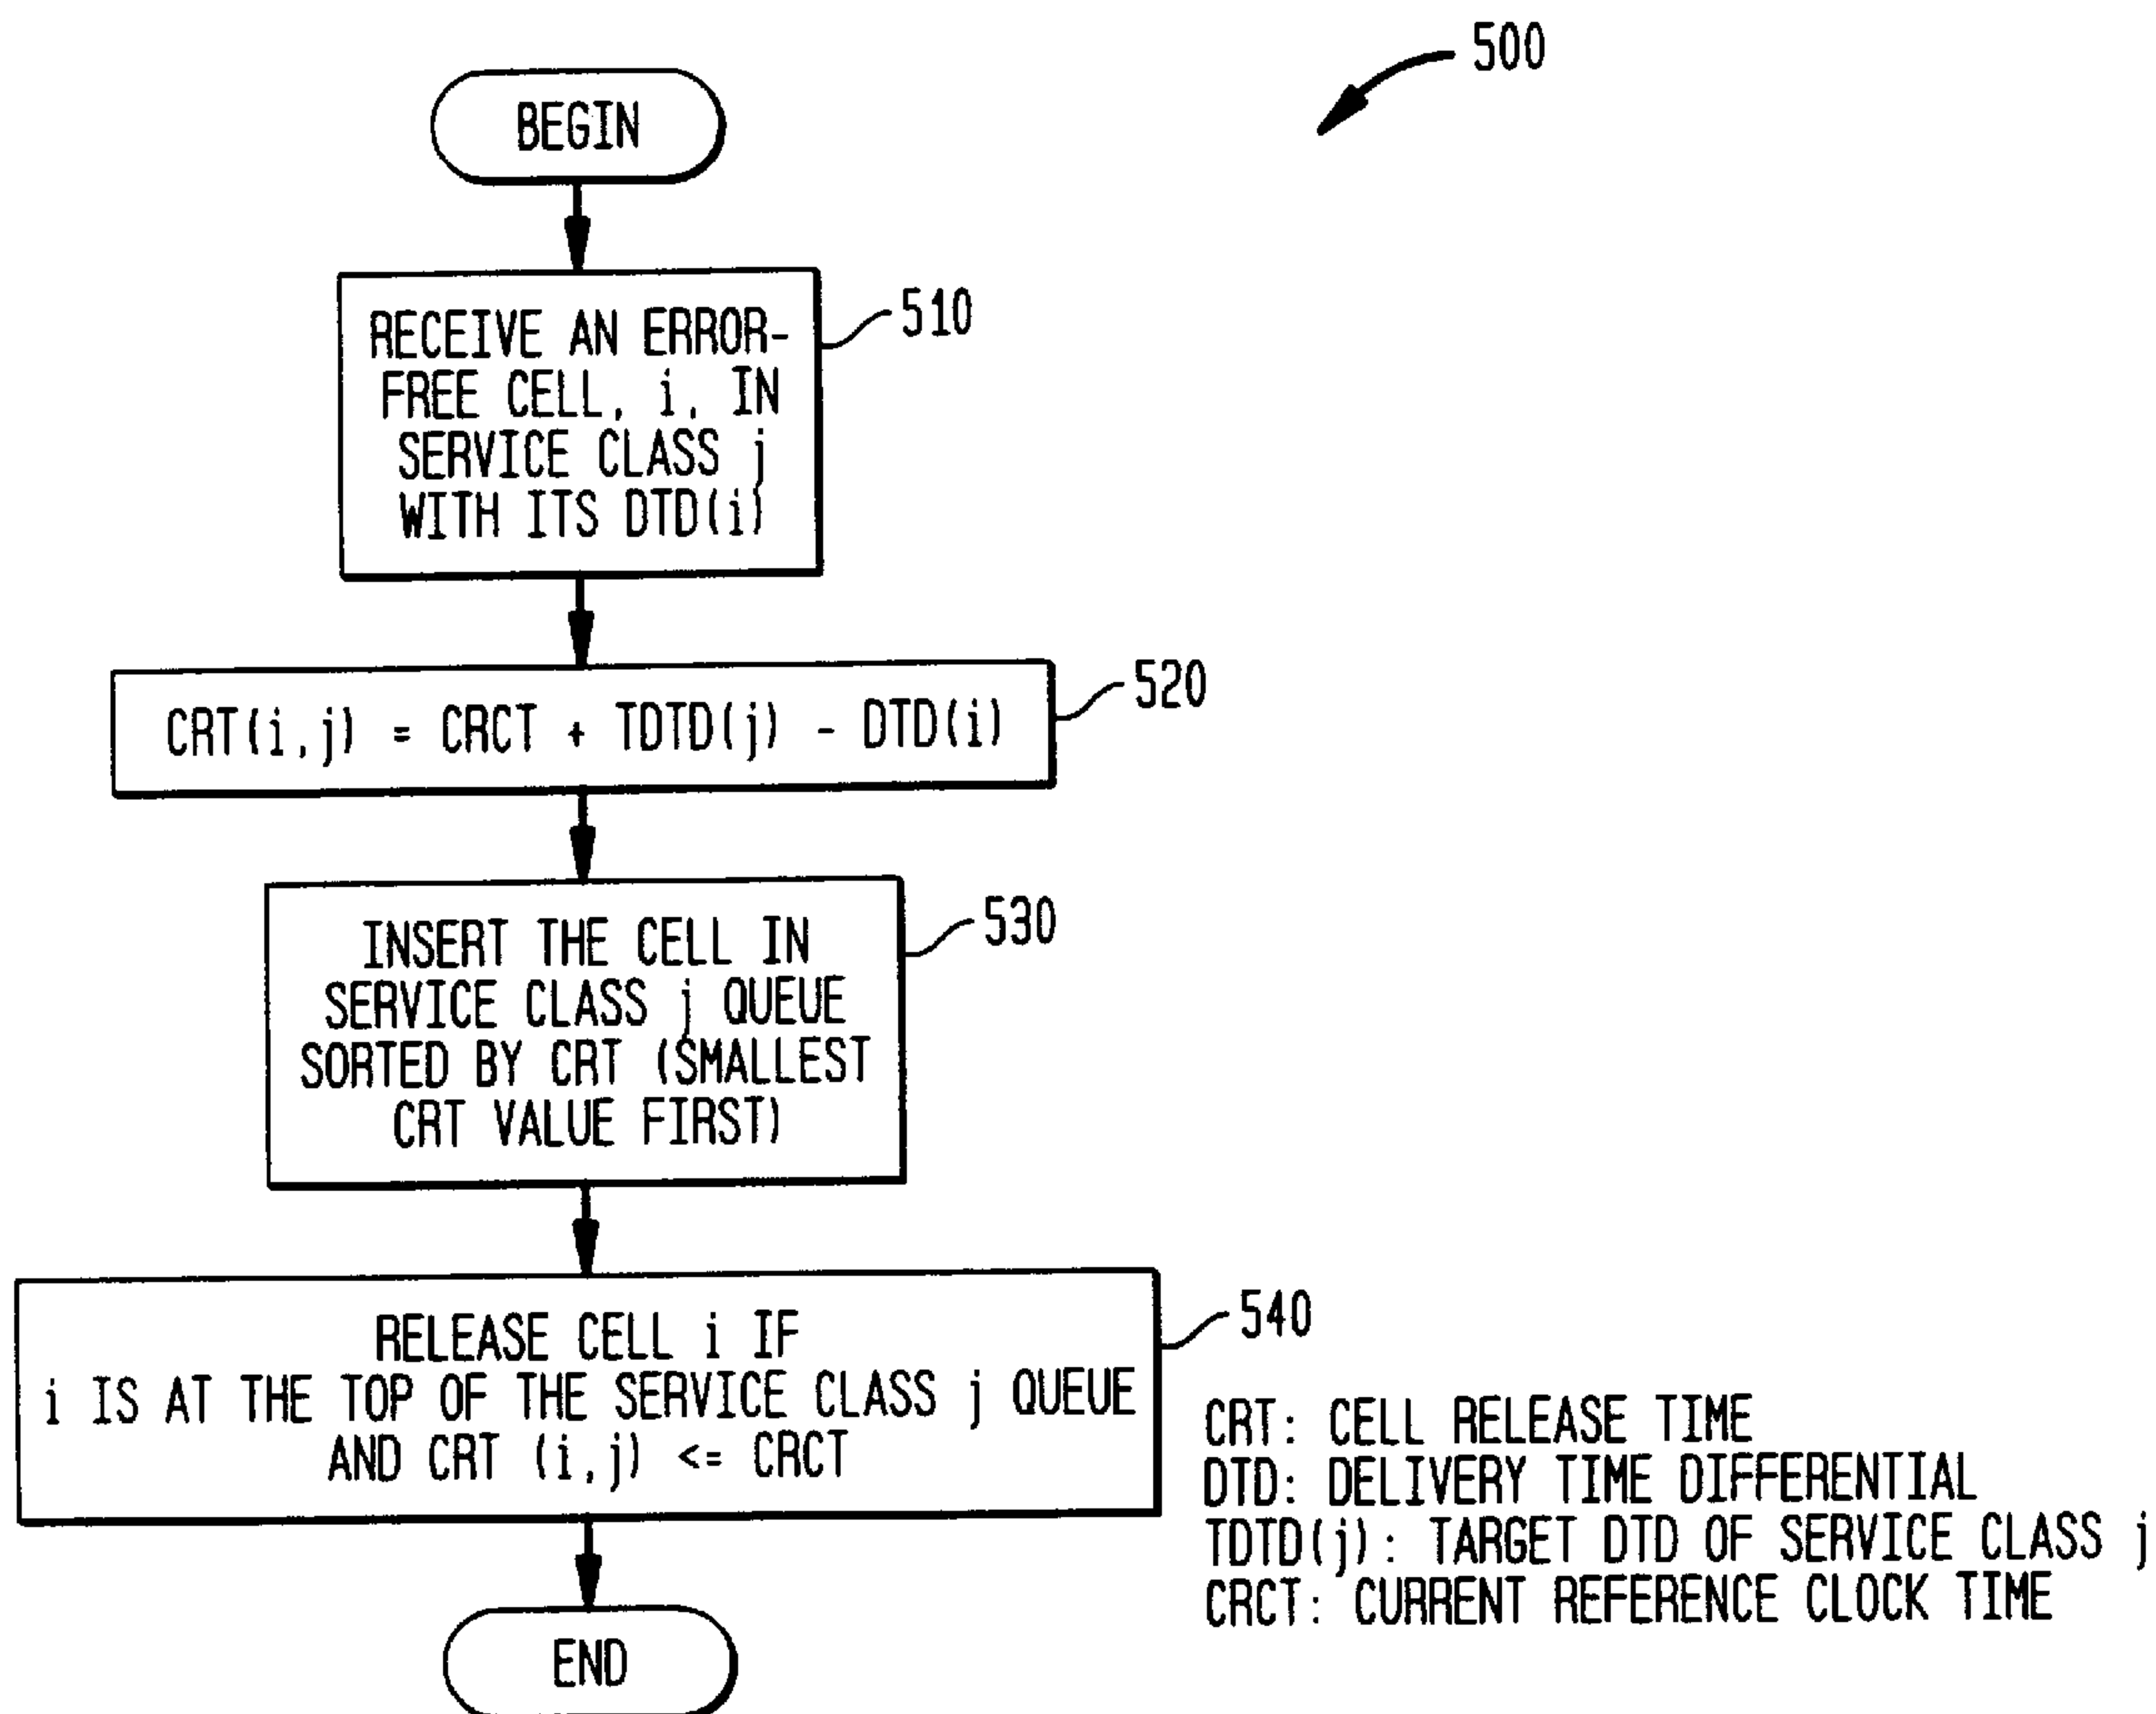 500
BEGIN
RECEIVE AN ERROR-
FREE CELL, i, IN
SERVICE CLASS j
WITH ITS DTD(i)
510
CRT(i,j) = CRCT + TDTD(j) - DTD(i)
520
INSERT THE CELL IN
SERVICE CLASS j QUEUE
SORTED BY CRT (SMALLEST
CRT VALUE FIRST)
530
RELEASE CELL i IF
i IS AT THE TOP OF THE SERVICE CLASS j QUEUE
AND CRT (i,j) <= CRCT
540
CRT: CELL RELEASE TIME
DTD: DELIVERY TIME DIFFERENTIAL
TDTD(j): TARGET DTD OF SERVICE CLASS j
CRCT: CURRENT REFERENCE CLOCK TIME
END